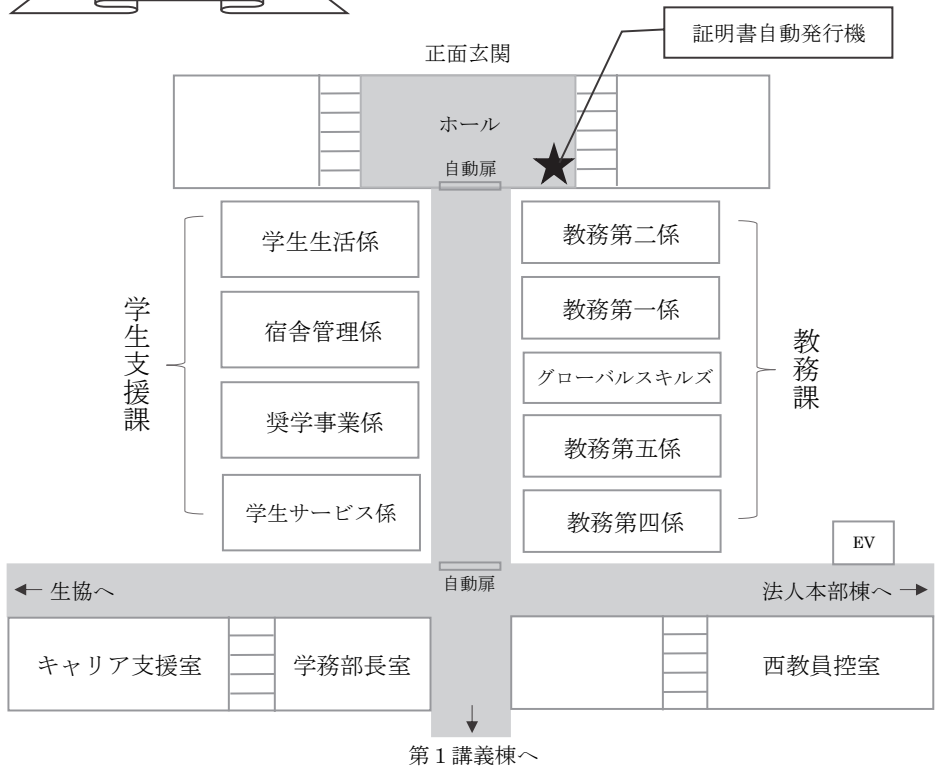 証明書自動発行機
正面玄関
ホール
自動扉
学生支援課
学生生活係
宿舎管理係
奨学事業係
学生サービス係
教務第二係
教務第一係
グローバルスキルズ
教務第五係
教務第四係
教務課
EV
← 生協へ
自動扉
法人本部棟へ →
キャリア支援室
学務部長室
西教員控室
第1講義棟へ